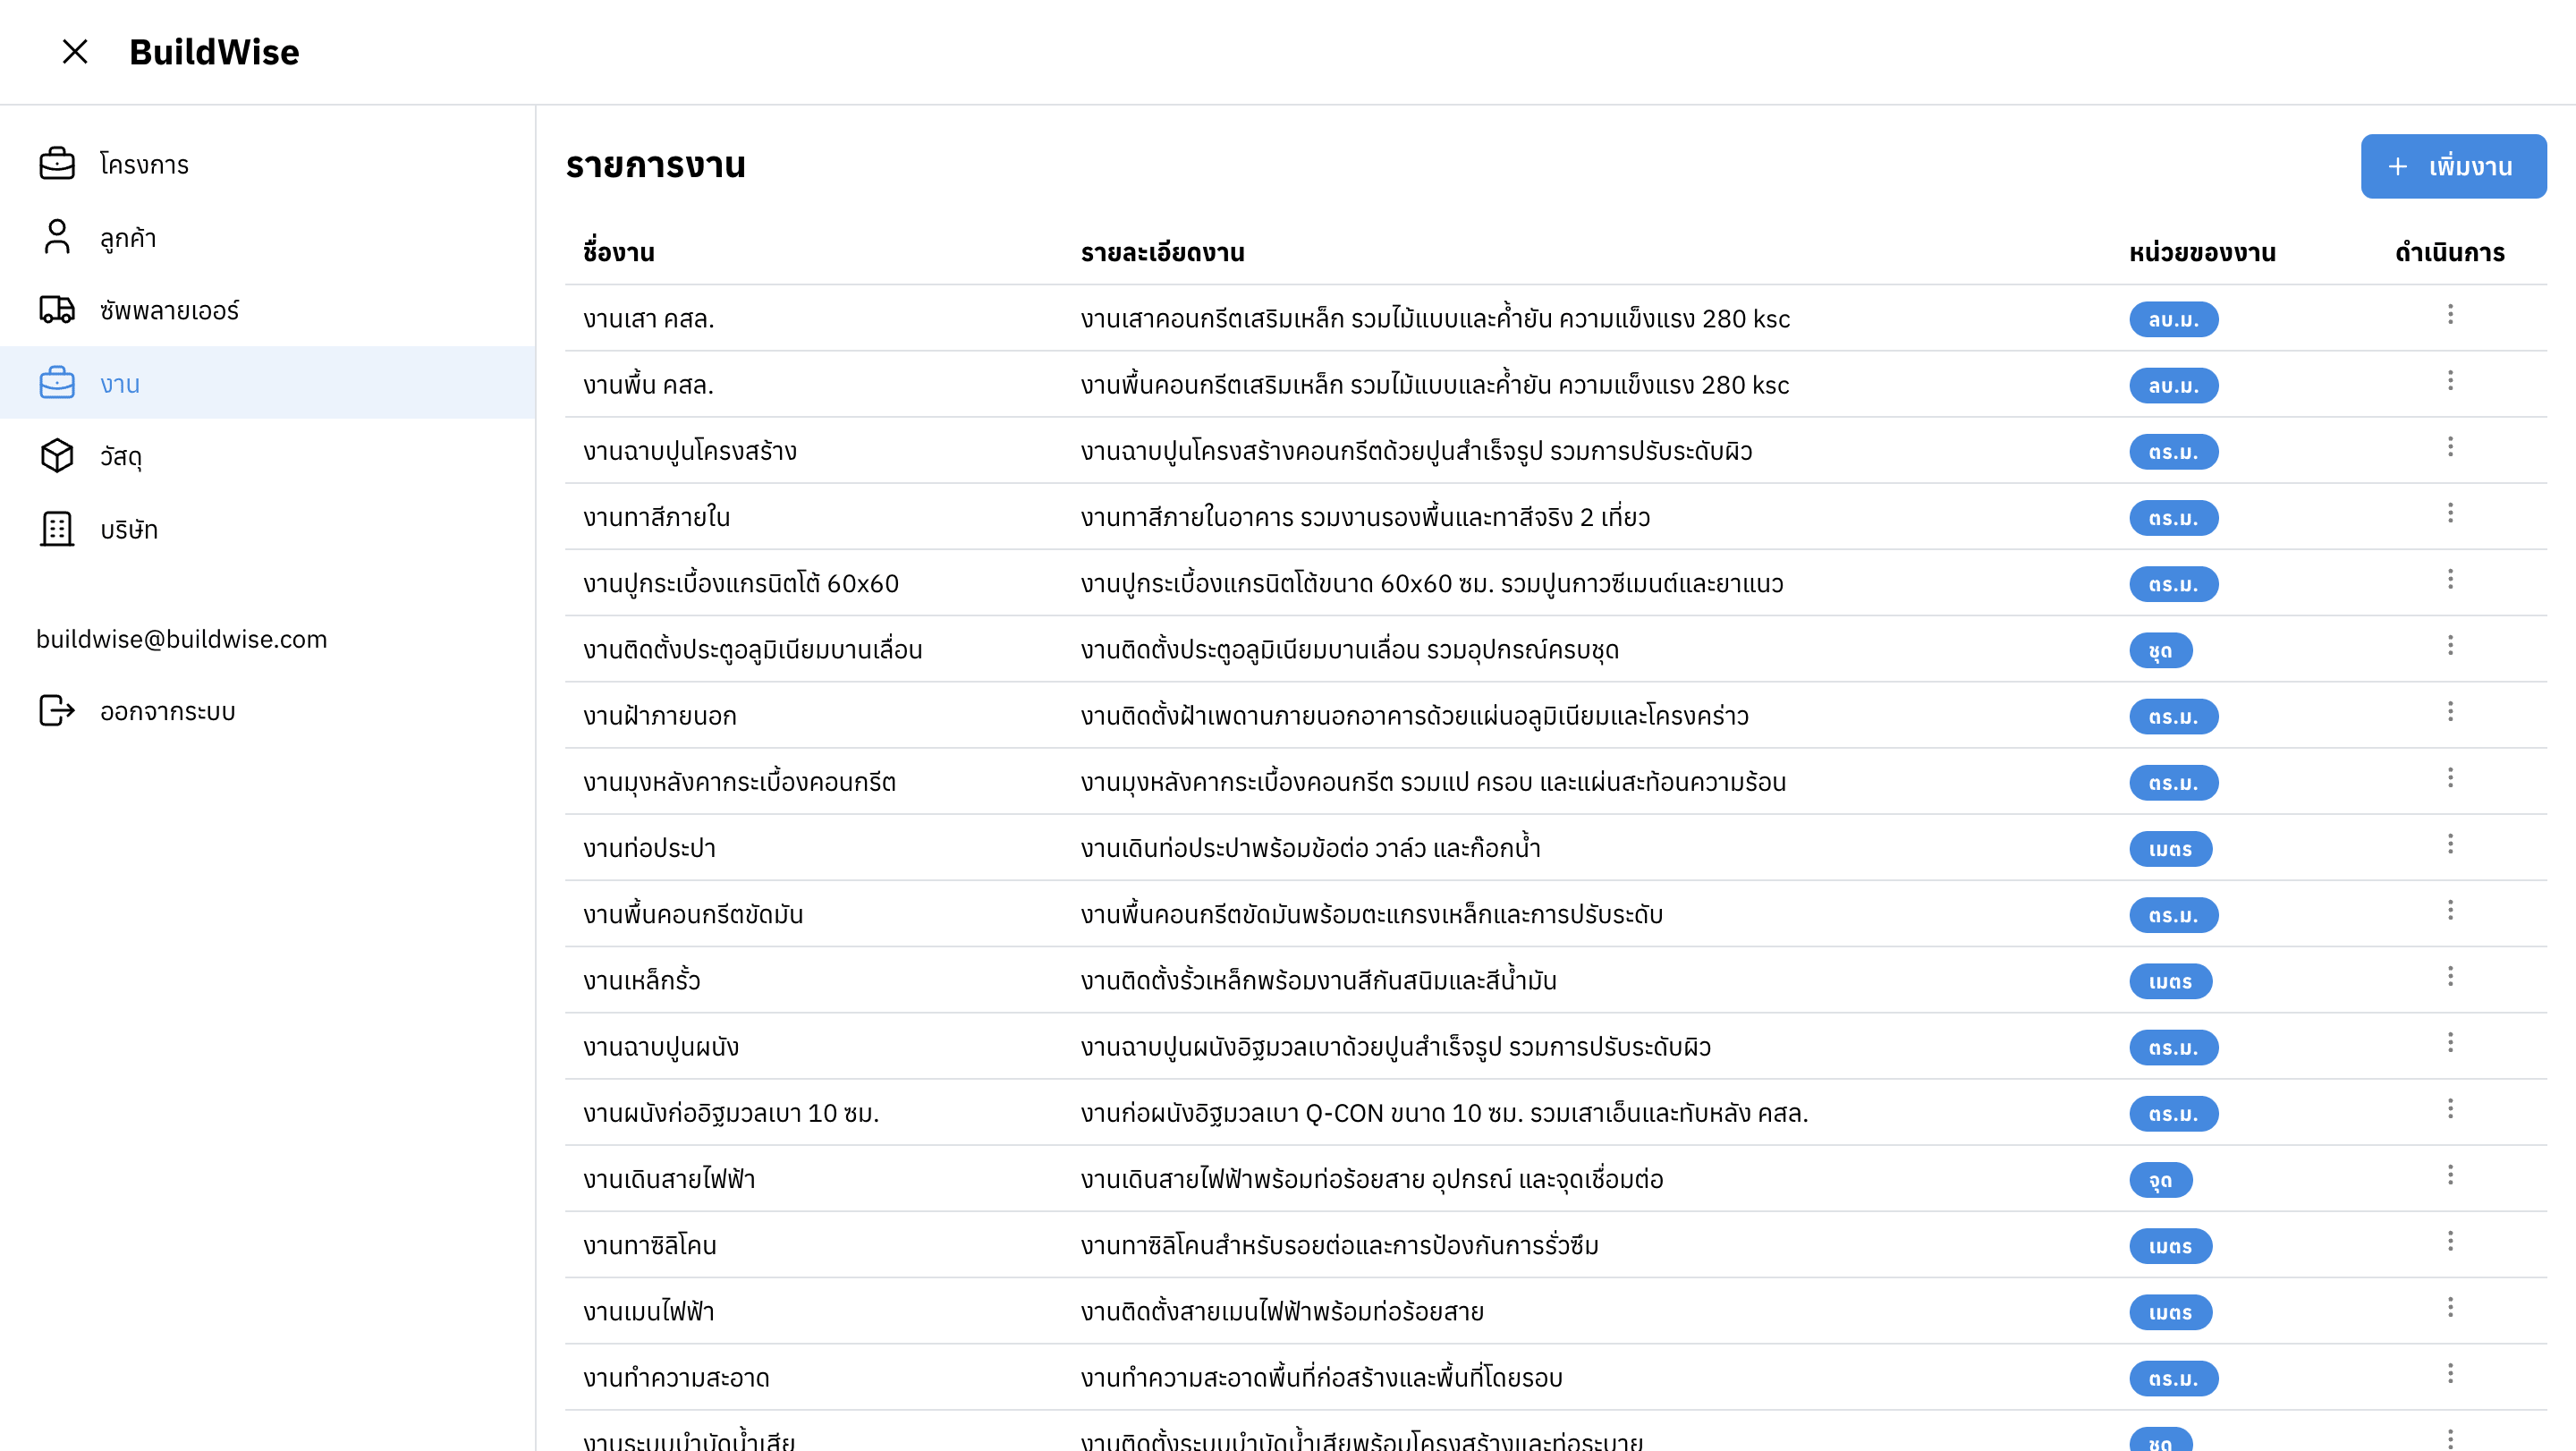 BuildWise
โครงการ
ลูกค้า
ซัพพลายเออร์
งาน
วัสดุ
บริษัท
buildwise@buildwise.com
ออกจากระบบ
รายการงาน
เพิ่มงาน
ชื่องาน รายละเอียดงาน หน่วยของงาน ดำเนินการ
งานเสา คสล. งานเสาคอนกรีตเสริมเหล็ก รวมไม้แบบและค้ำยัน ความแข็งแรง 280 ksc ลบ.ม.
งานพื้น คสล. งานพื้นคอนกรีตเสริมเหล็ก รวมไม้แบบและค้ำยัน ความแข็งแรง 280 ksc ลบ.ม.
งานฉาบปูนโครงสร้าง งานฉาบปูนโครงสร้างคอนกรีตด้วยปูนสำเร็จรูป รวมการปรับระดับผิว ตร.ม.
งานทาสีภายใน งานทาสีภายในอาคาร รวมงานรองพื้นและทาสีจริง 2 เที่ยว ตร.ม.
งานปูกระเบื้องแกรนิตโต้ 60x60 งานปูกระเบื้องแกรนิตโต้ขนาด 60x60 ซม. รวมปูนกาวซีเมนต์และยาแนว ตร.ม.
งานติดตั้งประตูอลูมิเนียมบานเลื่อน งานติดตั้งประตูอลูมิเนียมบานเลื่อน รวมอุปกรณ์ครบชุด ชุด
งานฝ้าภายนอก งานติดตั้งฝ้าเพดานภายนอกอาคารด้วยแผ่นอลูมิเนียมและโครงคร่าว ตร.ม.
งานมุงหลังคากระเบื้องคอนกรีต งานมุงหลังคากระเบื้องคอนกรีต รวมแป ครอบ และแผ่นสะท้อนความร้อน ตร.ม.
งานท่อประปา งานเดินท่อประปาพร้อมข้อต่อ วาล์ว และก๊อกน้ำ เมตร
งานพื้นคอนกรีตขัดมัน งานพื้นคอนกรีตขัดมันพร้อมตะแกรงเหล็กและการปรับระดับ ตร.ม.
งานเหล็กรั้ว งานติดตั้งรั้วเหล็กพร้อมงานสีกันสนิมและสีน้ำมัน เมตร
งานฉาบปูนผนัง งานฉาบปูนผนังอิฐมวลเบาด้วยปูนสำเร็จรูป รวมการปรับระดับผิว ตร.ม.
งานผนังก่ออิฐมวลเบา 10 ซม. งานก่อผนังอิฐมวลเบา Q-CON ขนาด 10 ซม. รวมเสาเอ็นและทับหลัง คสล. ตร.ม.
งานเดินสายไฟฟ้า งานเดินสายไฟฟ้าพร้อมท่อร้อยสาย อุปกรณ์ และจุดเชื่อมต่อ จุด
งานทาซิลิโคน งานทาซิลิโคนสำหรับรอยต่อและการป้องกันการรั่วซึม เมตร
งานเมนไฟฟ้า งานติดตั้งสายเมนไฟฟ้าพร้อมท่อร้อยสาย เมตร
งานทำความสะอาด งานทำความสะอาดพื้นที่ก่อสร้างและพื้นที่โดยรอบ ตร.ม.
งานระบบบำบัดน้ำเสีย งานติดตั้งระบบบำบัดน้ำเสียพร้อมโครงสร้างและท่อระบาย ชุด